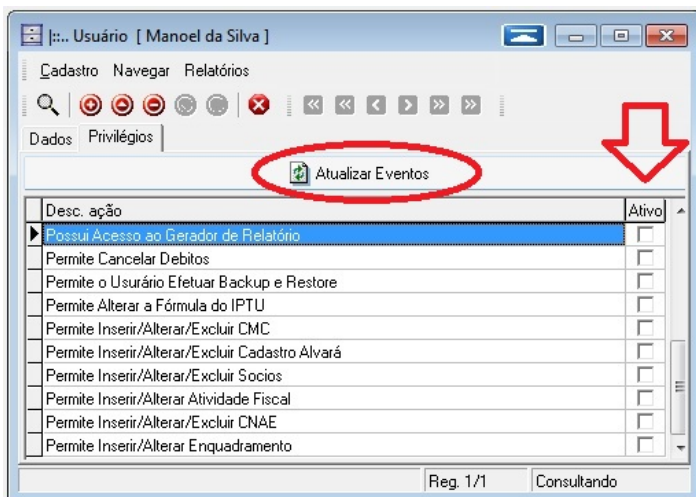 |::.. Usuário [ Manoel da Silva ]
Cadastro Navegar Relatórios
Dados Privilégios
Atualizar Eventos
Desc. ação Ativo
Possui Acesso ao Gerador de Relatório
Permite Cancelar Debitos
Permite o Usurário Efetuar Backup e Restore
Permite Alterar a Fórmula do IPTU
Permite Inserir/Alterar/Excluir CMC
Permite Inserir/Alterar/Excluir Cadastro Alvará
Permite Inserir/Alterar/Excluir Socios
Permite Inserir/Alterar Atividade Fiscal
Permite Inserir/Alterar/Excluir CNAE
Permite Inserir/Alterar Enquadramento
Reg. 1/1 Consultando